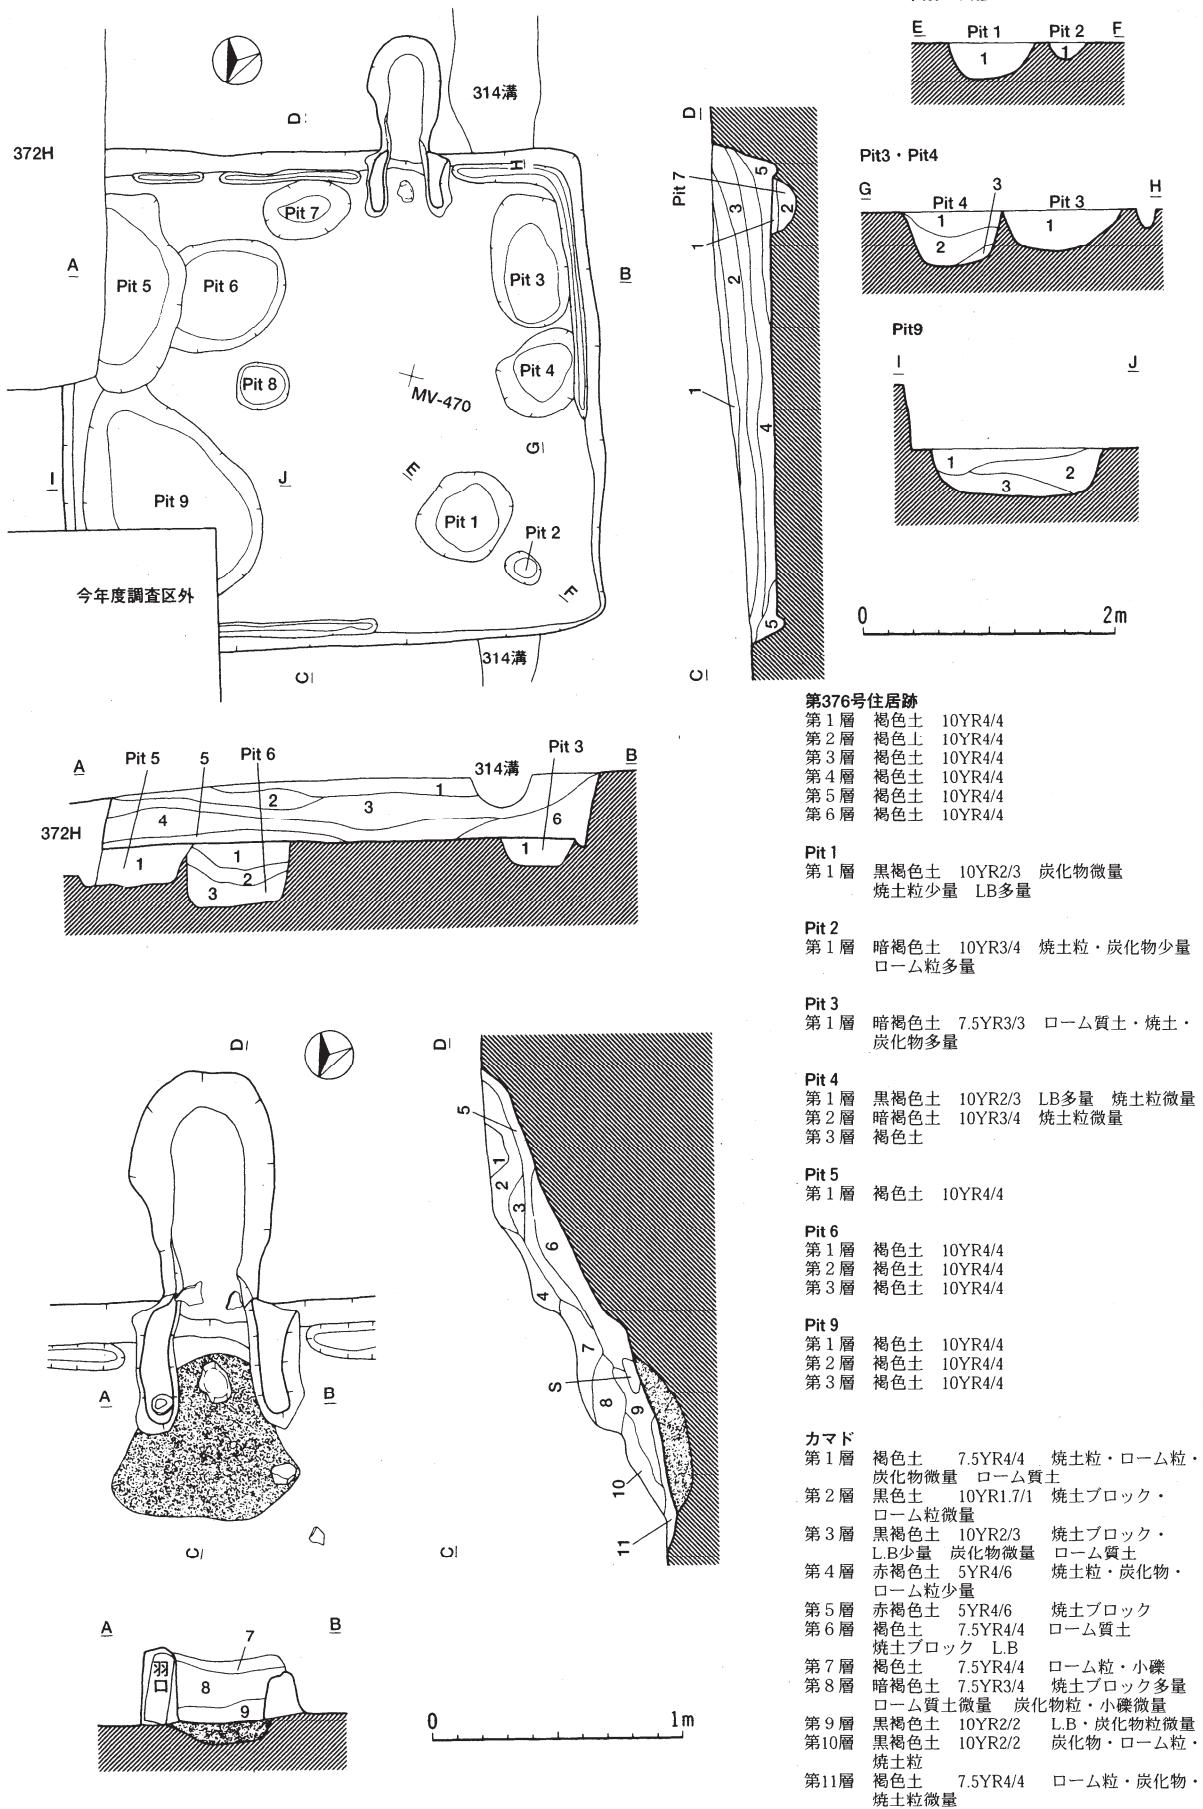 E
Pit 1
Pit 2
F
1
1
314溝
372H
D
H
Pit 7
A
Pit 5
Pit 6
Pit 3
B
Pit 8
Pit 4
MV-470
G
E
I
J
Pit 9
Pit 1
Pit 2
F
今年度調査区外
C
314溝
D
Pit 7
5
3
2
1
2
1
4
5
C
Pit3・Pit4
G
3
H
Pit 4
Pit 3
1
1
2
Pit9
I
J
1
2
3
0
2m
A
Pit 5
5
Pit 6
314溝
Pit 3
B
372H
1
2
3
4
6
1
1
1
2
3
D
A
B
C
D
5
1
2
3
6
4
7
S
8
9
10
11
C
A
B
7
羽口
8
9
0
1m
第376号住居跡
第1層 褐色土 10YR4/4
第2層 褐色土 10YR4/4
第3層 褐色土 10YR4/4
第4層 褐色土 10YR4/4
第5層 褐色土 10YR4/4
第6層 褐色土 10YR4/4
Pit 1
第1層 黒褐色土 10YR2/3 炭化物微量
焼土粒少量 LB多量
Pit 2
第1層 暗褐色土 10YR3/4 焼土粒・炭化物少量
ローム粒多量
Pit 3
第1層 暗褐色土 7.5YR3/3 ローム質土・焼土・
炭化物多量
Pit 4
第1層 黒褐色土 10YR2/3 LB多量 焼土粒微量
第2層 暗褐色土 10YR3/4 焼土粒微量
第3層 褐色土
Pit 5
第1層 褐色土 10YR4/4
Pit 6
第1層 褐色土 10YR4/4
第2層 褐色土 10YR4/4
第3層 褐色土 10YR4/4
Pit 9
第1層 褐色土 10YR4/4
第2層 褐色土 10YR4/4
第3層 褐色土 10YR4/4
カマド
第1層 褐色土 7.5YR4/4 焼土粒・ローム粒・
炭化物微量 ローム質土
第2層 黒色土 10YR1.7/1 焼土ブロック・
ローム粒微量
第3層 黒褐色土 10YR2/3 焼土ブロック・
L.B少量 炭化物微量 ローム質土
第4層 赤褐色土 5YR4/6 焼土粒・炭化物・
ローム粒少量
第5層 赤褐色土 5YR4/6 焼土ブロック
第6層 褐色土 7.5YR4/4 ローム質土
焼土ブロック L.B
第7層 褐色土 7.5YR4/4 ローム粒・小礫
第8層 暗褐色土 7.5YR3/4 焼土ブロック多量
ローム質土微量 炭化物粒・小礫微量
第9層 黒褐色土 10YR2/2 L.B・炭化物粒微量
第10層 黒褐色土 10YR2/2 炭化物・ローム粒・
焼土粒
第11層 褐色土 7.5YR4/4 ローム粒・炭化物・
焼土粒微量